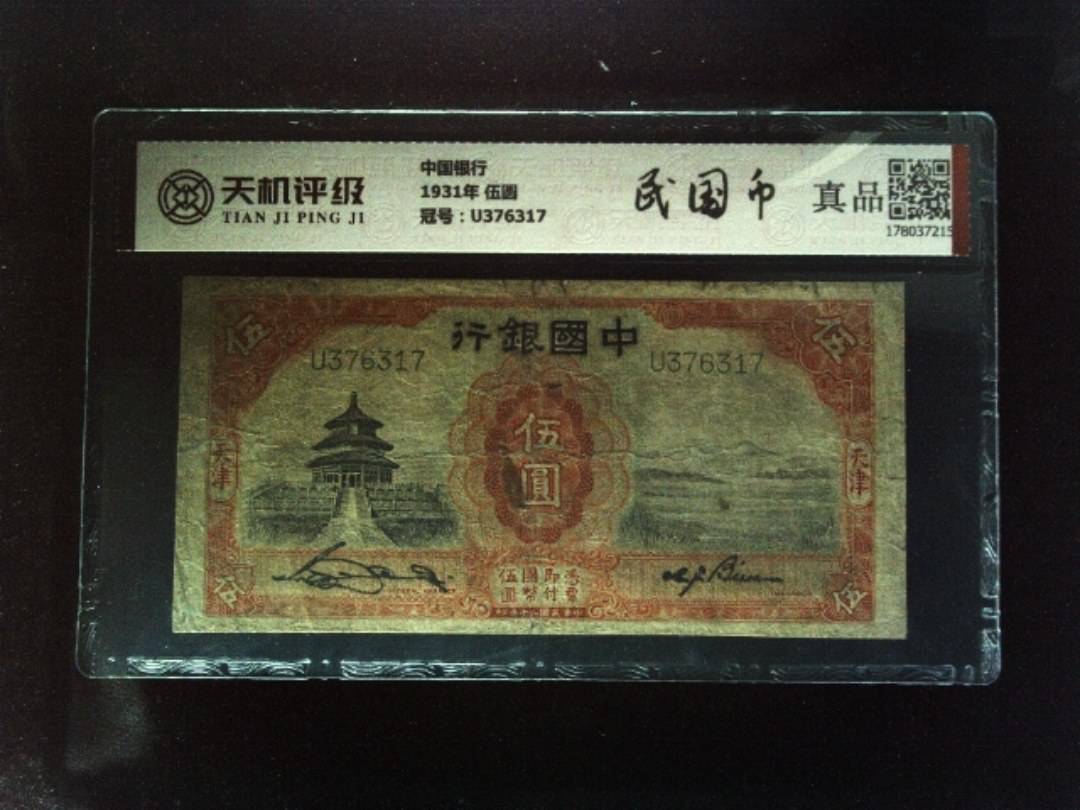 天机评级
TIAN JI PING JI
中国银行
1931年 伍圆
冠号：U376317
民国币
真品
178037215
行銀國中
伍
伍
U376317
U376317
伍
圓
天津
天津
憑票
即付
國幣
伍圓
伍
伍